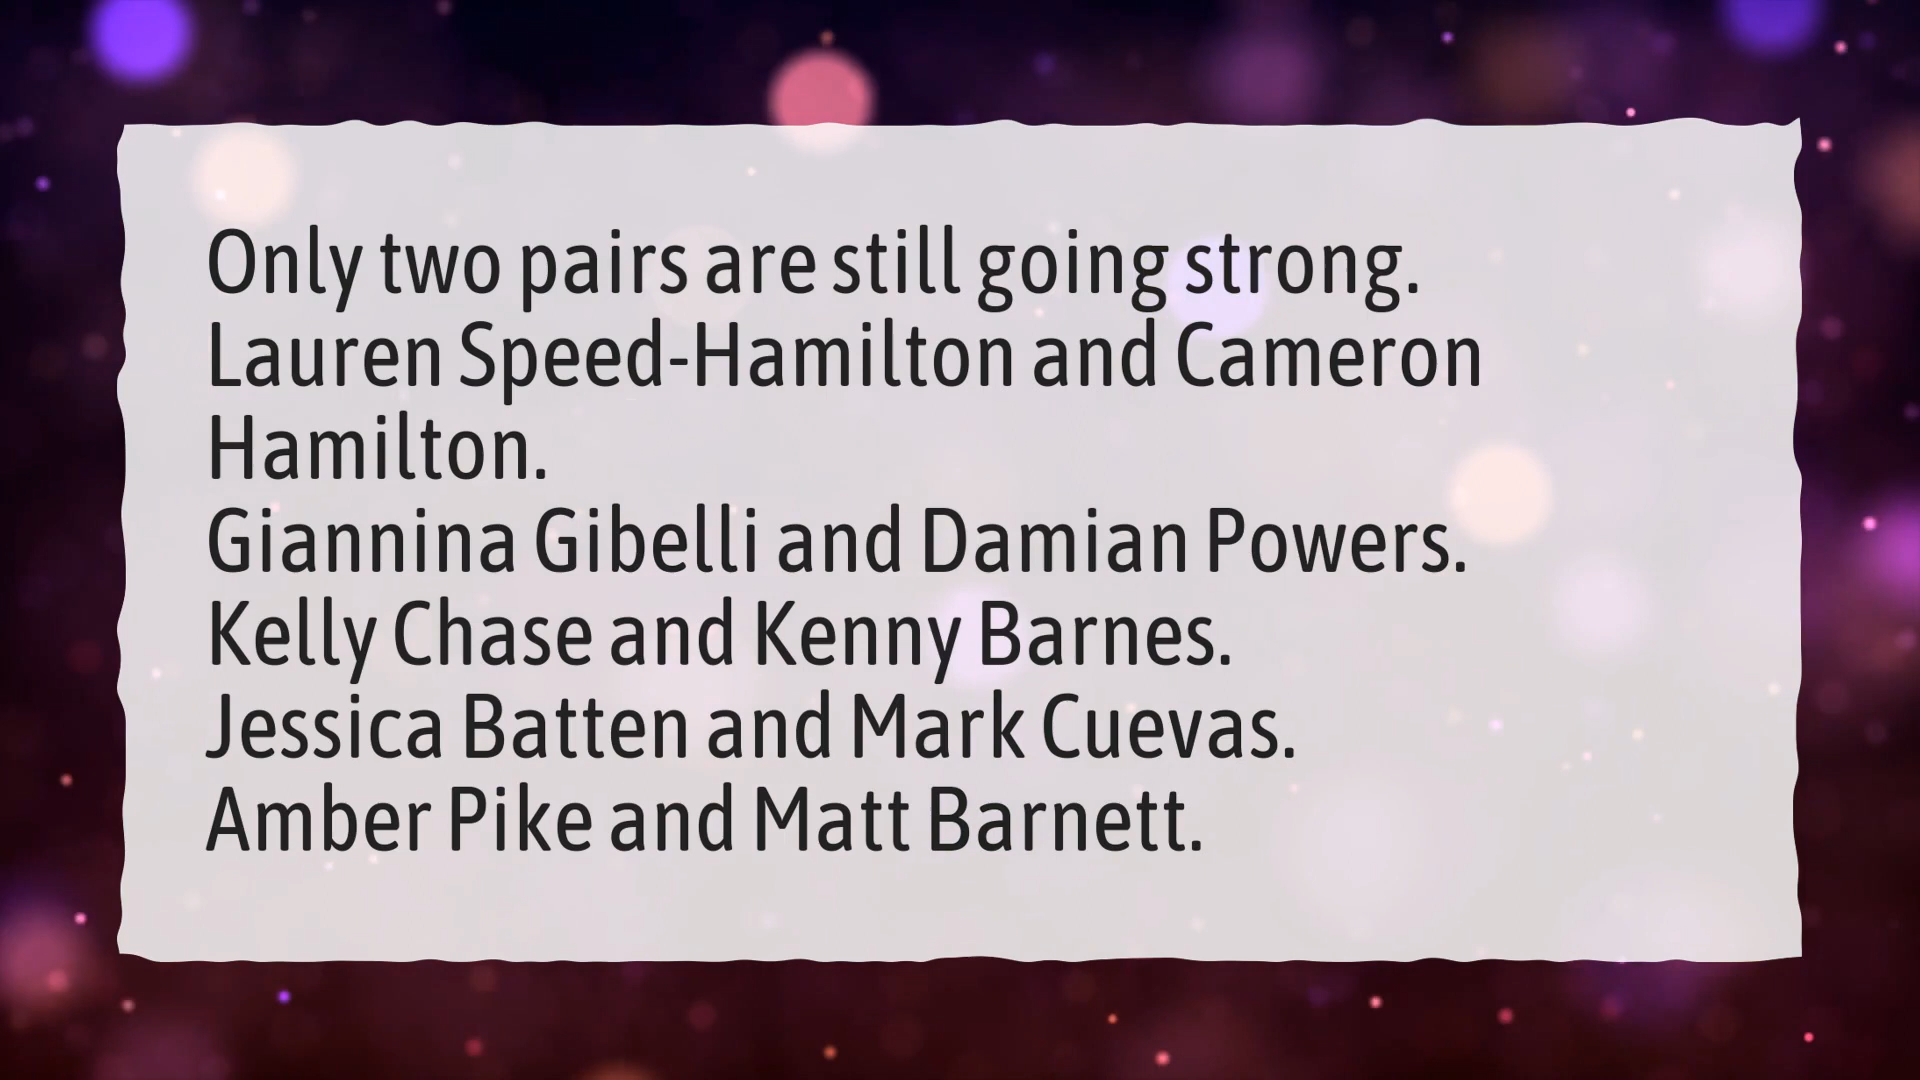 Only two pairs are still going strong.
Lauren Speed-Hamilton and Cameron
Hamilton.
Giannina Gibelli and Damian Powers.
Kelly Chase and Kenny Barnes.
Jessica Batten and Mark Cuevas.
Amber Pike and Matt Barnett.